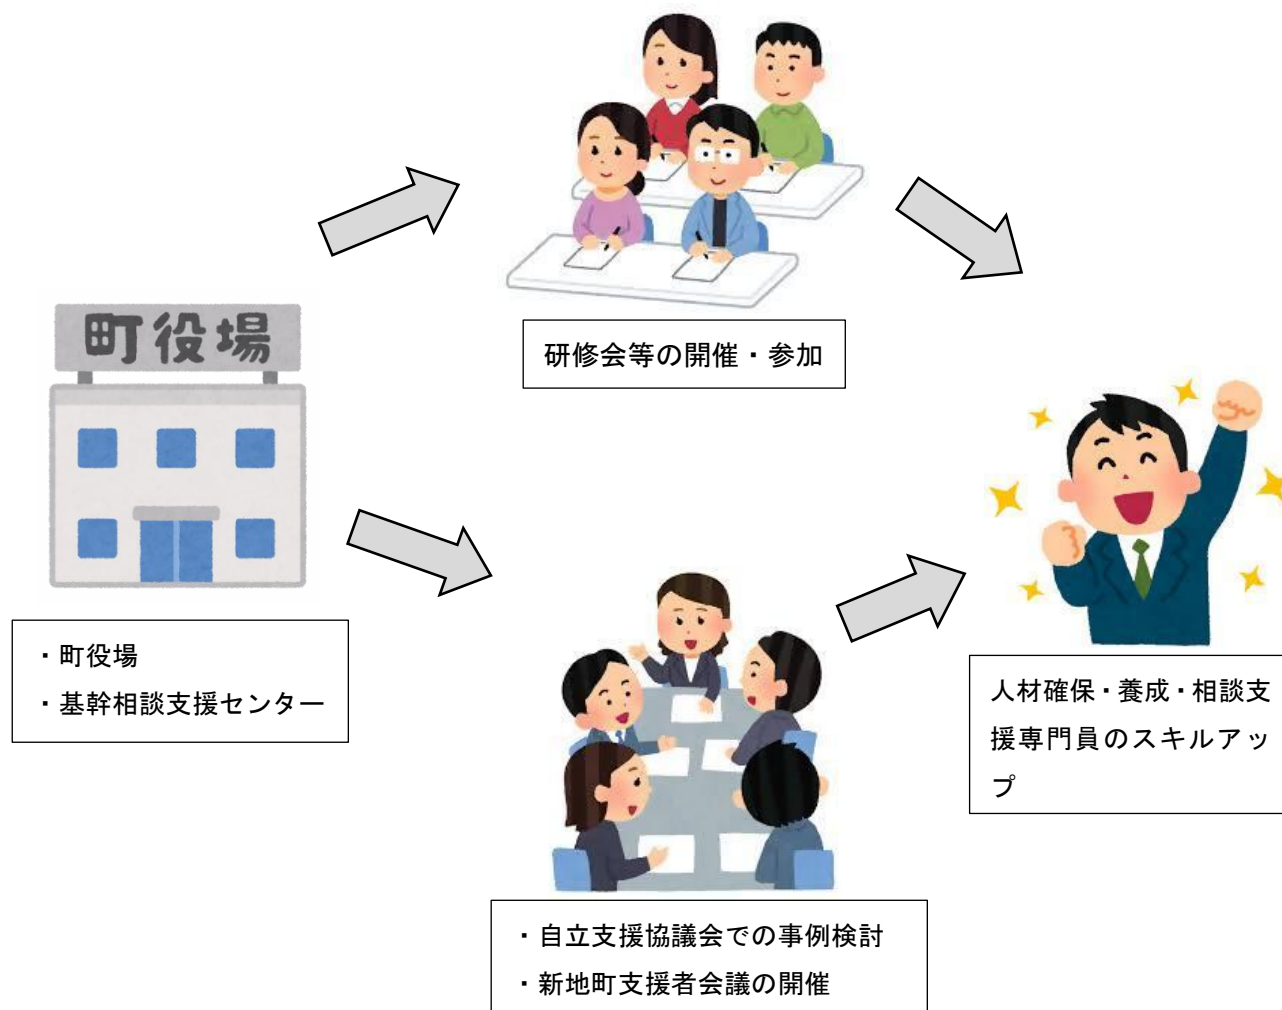 町役場
・町役場
・基幹相談支援センター
研修会等の開催・参加
・自立支援協議会での事例検討
・新地町支援者会議の開催
人材確保・養成・相談支
援専門員のスキルアッ
プ